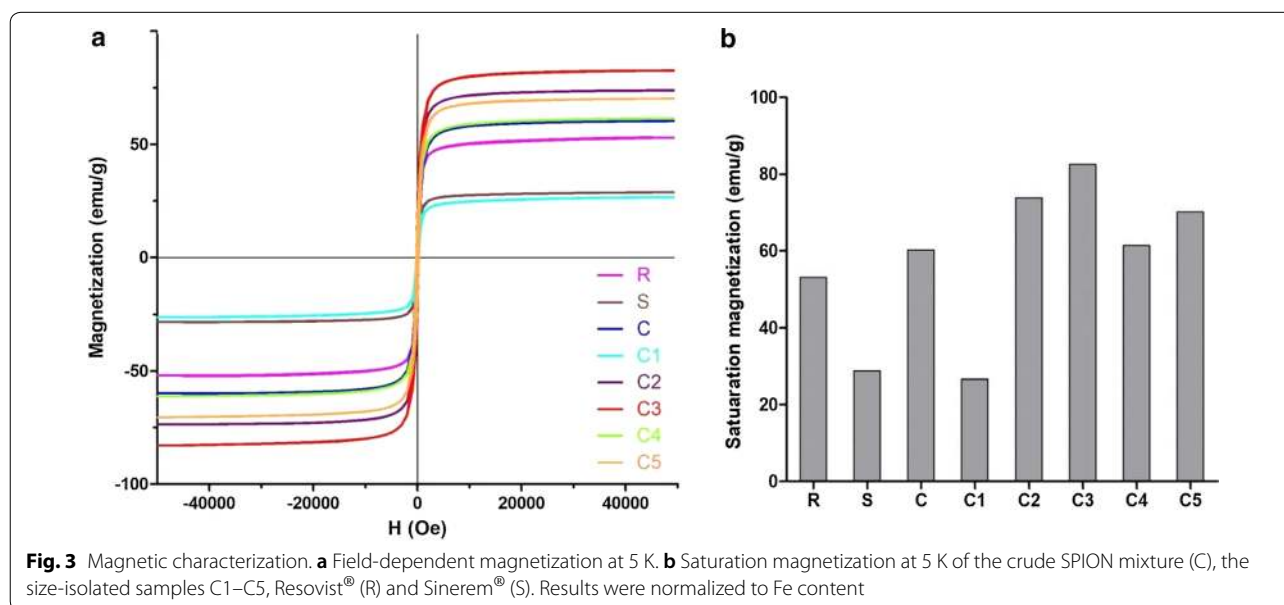 a
b
Magnetization (emu/g)
50
0
-50
-100
-40000
-20000
0
20000
40000
H (Oe)
R
S
C
C1
C2
C3
C4
C5
Satuaration magnetization (emu/g)
100
80
60
40
20
0
R
S
C
C1
C2
C3
C4
C5
Fig. 3 Magnetic characterization. a Field-dependent magnetization at 5 K. b Saturation magnetization at 5 K of the crude SPION mixture (C), the
size-isolated samples C1–C5, Resovist® (R) and Sinerem® (S). Results were normalized to Fe content